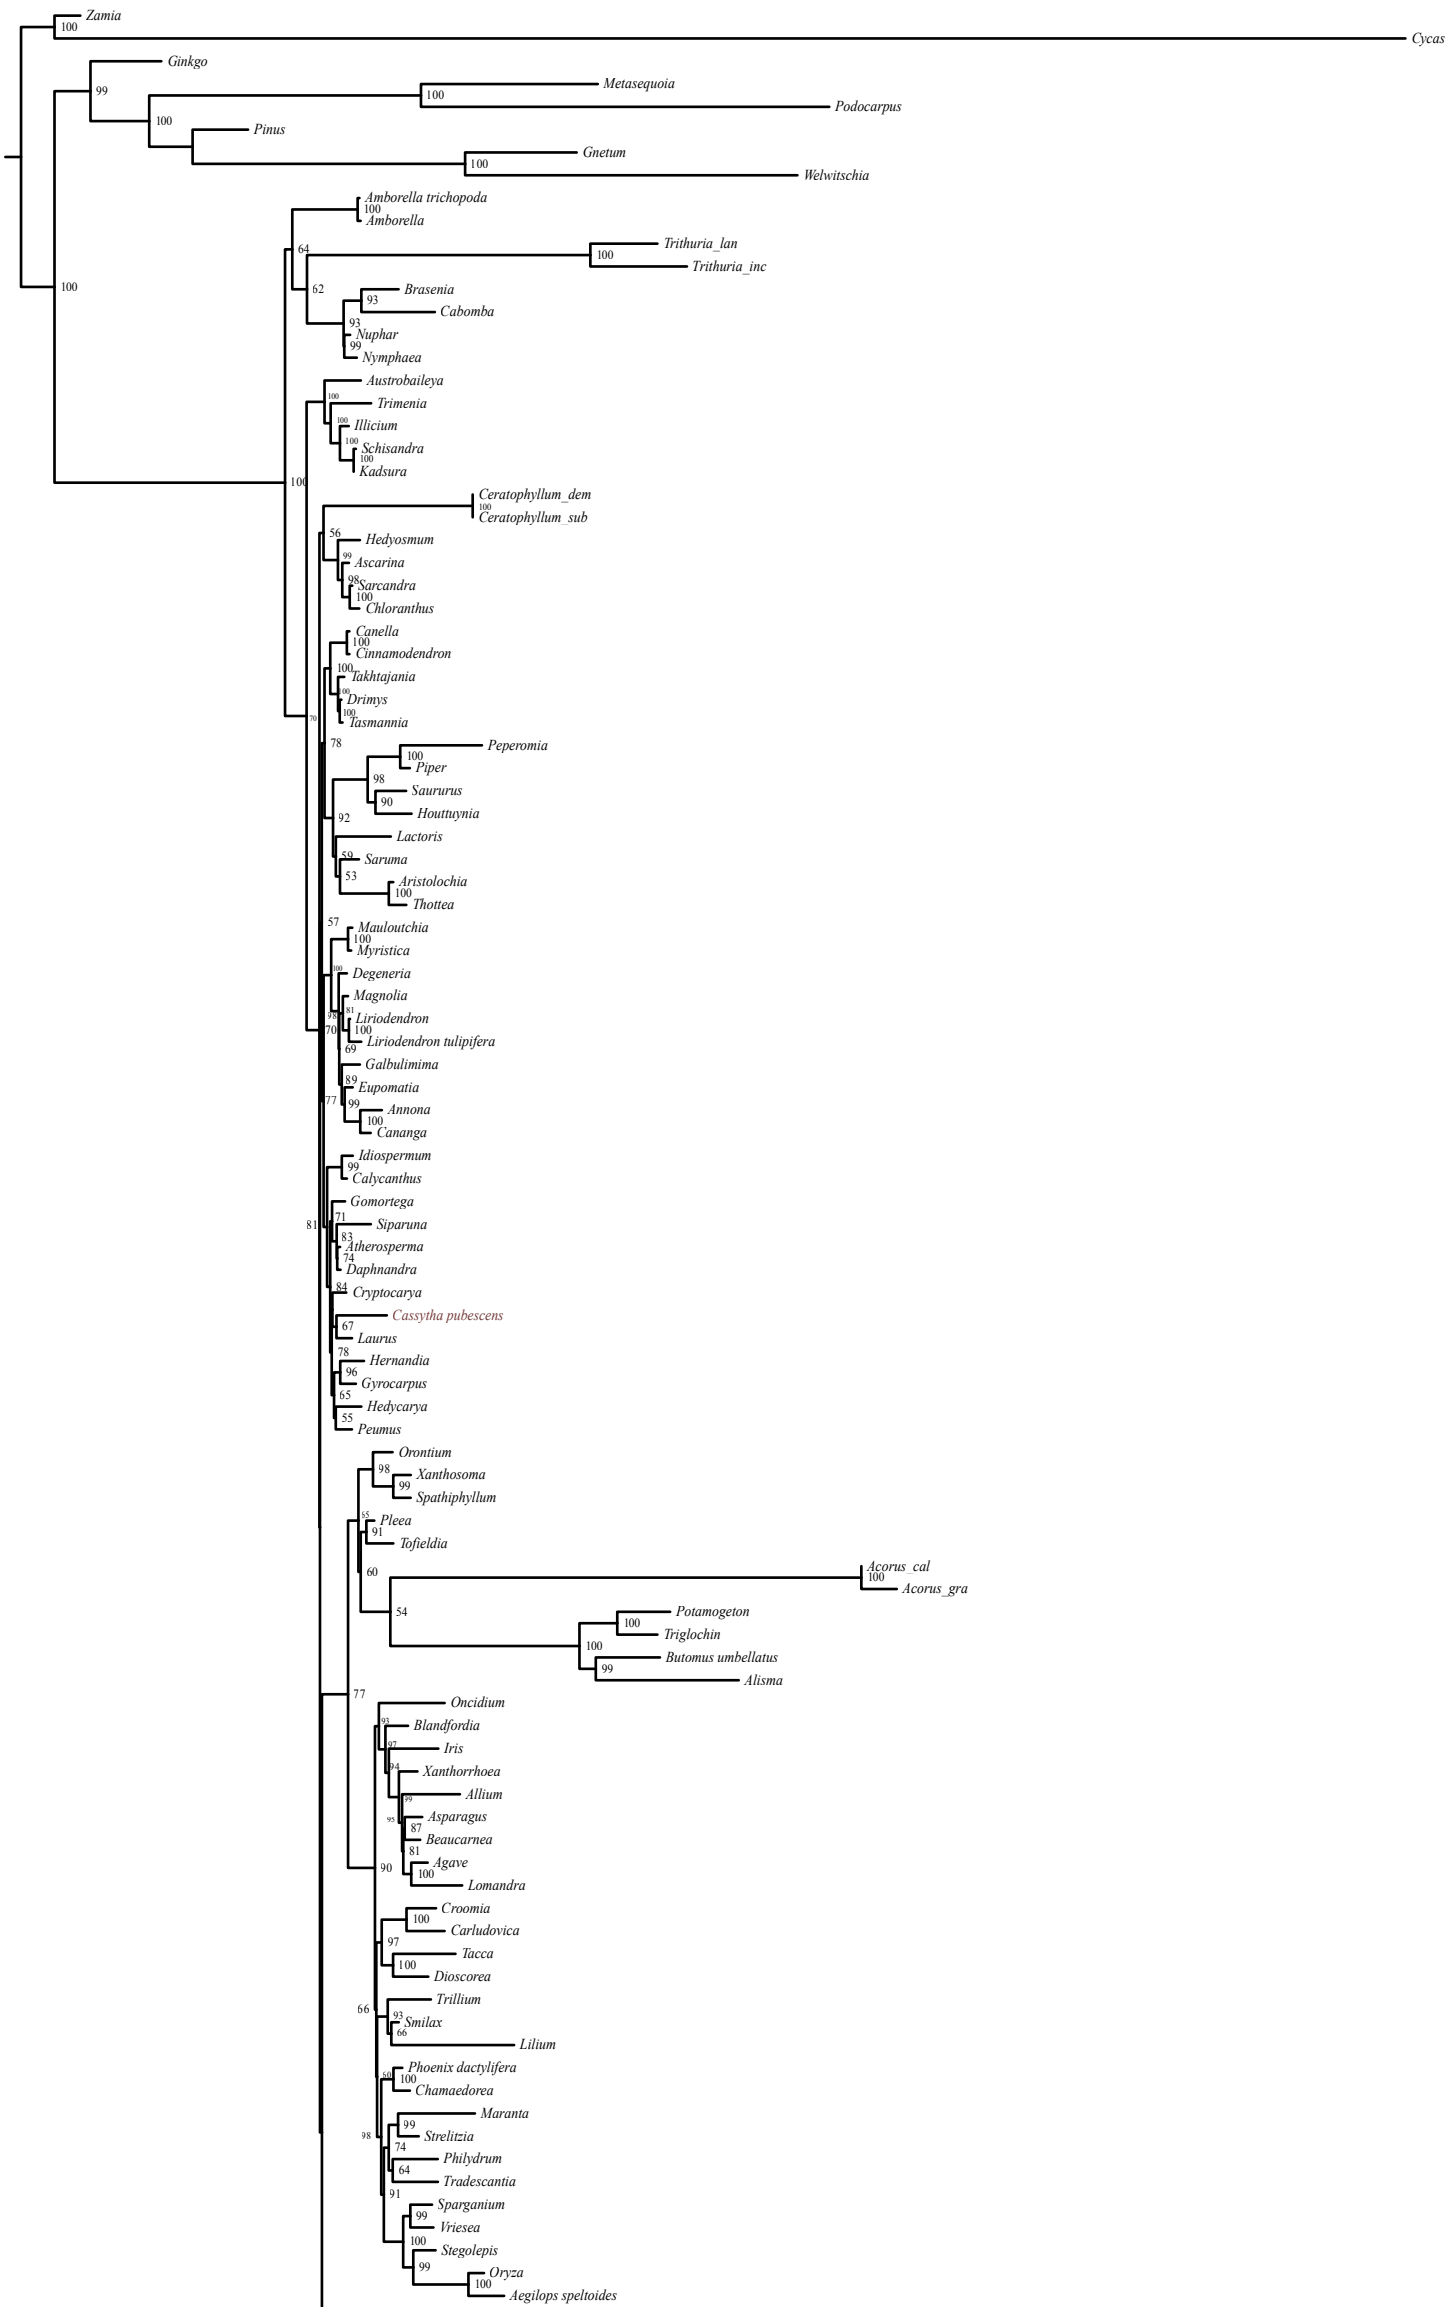 Zamia
100
Cycas
Ginkgo
99
Metasequoia
100
Podocarpus
100
Pinus
Gnetum
100
Welwitschia
Amborella trichopoda
100
Amborella
Trithuria_lan
64
100
Trithuria_inc
100
62
Brasenia
93
Cabomba
93
Nuphar
99
Nymphaea
Austrobaileya
100
Trimenia
100
Illicium
100
Schisandra
100
Kadsura
100
Ceratophyllum_dem
100
Ceratophyllum_sub
56
Hedyosmum
99
Ascarina
98
Sarcandra
100
Chloranthus
Canella
100
Cinnamodendron
100
Takhtajania
100
Drimys
100
Tasmannia
70
78
Peperomia
100
Piper
98
Saururus
90
Houttuynia
92
Lactoris
59
Saruma
53
Aristolochia
100
Thottea
57
Mauloutchia
100
Myristica
100
Degeneria
Magnolia
98
81
Liriodendron
70
100
Liriodendron tulipifera
69
Galbulimima
89
Eupomatia
77
99
Annona
100
Cananga
Idiospermum
99
Calycanthus
Gomortega
71
81
Siparuna
83
Atherosperma
74
Daphnandra
84
Cryptocarya
Cassytha pubescens
67
Laurus
78
Hernandia
96
Gyrocarpus
65
Hedycarya
55
Peumus
Orontium
98
Xanthosoma
99
Spathiphyllum
65
Pleea
91
Tofieldia
60
Acorus_cal
100
Acorus_gra
54
Potamogeton
100
Triglochin
100
Butomus umbellatus
99
Alisma
77
Oncidium
93
Blandfordia
97
Iris
94
Xanthorrhoea
Allium
99
95
Asparagus
87
Beaucarnea
81
Agave
90
100
Lomandra
Croomia
100
Carludovica
97
Tacca
100
Dioscorea
Trillium
66
93
Smilax
66
Lilium
Phoenix dactylifera
60
100
Chamaedorea
Maranta
99
98
Strelitzia
74
Philydrum
64
Tradescantia
91
Sparganium
99
Vriesea
100
Stegolepis
99
Oryza
100
Aegilops speltoides